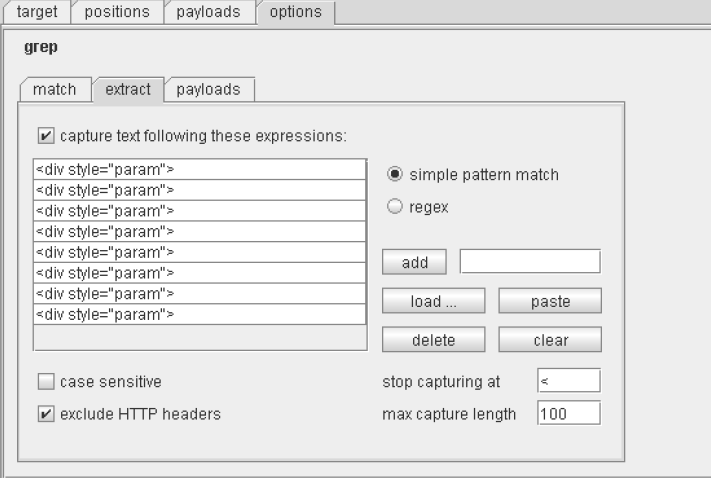 target positions payloads options
grep
match extract payloads
capture text following these expressions:
<div style="param">
<div style="param">
<div style="param">
<div style="param">
<div style="param">
<div style="param">
<div style="param">
<div style="param">
simple pattern match
regex
add
load ... paste
delete clear
case sensitive
exclude HTTP headers
stop capturing at <
max capture length 100